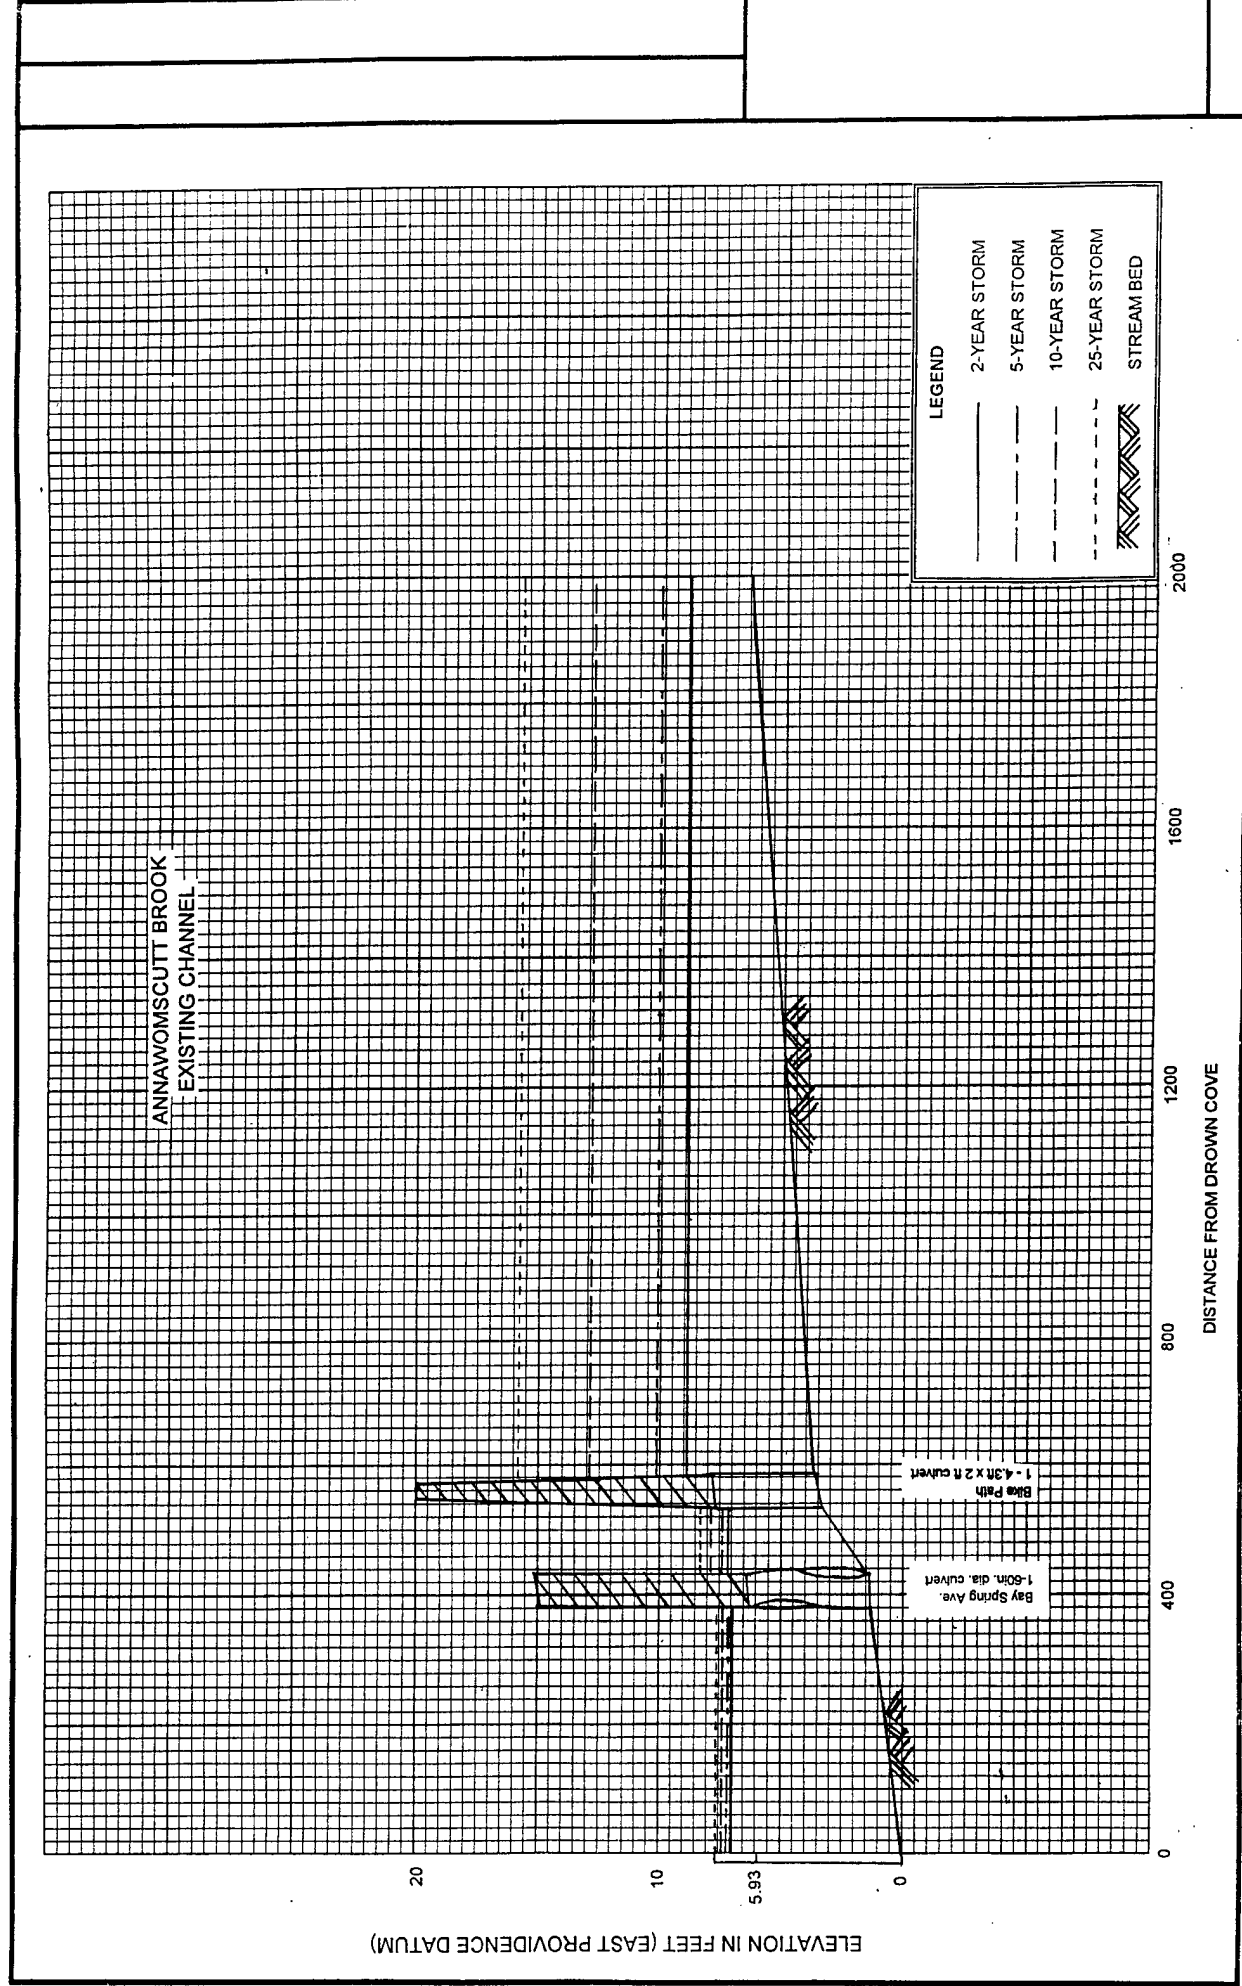 ANNAWOMSCUTT BROOK
EXISTING CHANNEL
ELEVATION IN FEET (EAST PROVIDENCE DATUM)
20
10
5.93
0
Bay Spring Ave.
1-60in. dia. culvert
Bike Path
1 - 4.3ft x 2 ft culvert
LEGEND
2-YEAR STORM
5-YEAR STORM
10-YEAR STORM
25-YEAR STORM
STREAM BED
0
400
800
1200
1600
2000
DISTANCE FROM DROWN COVE